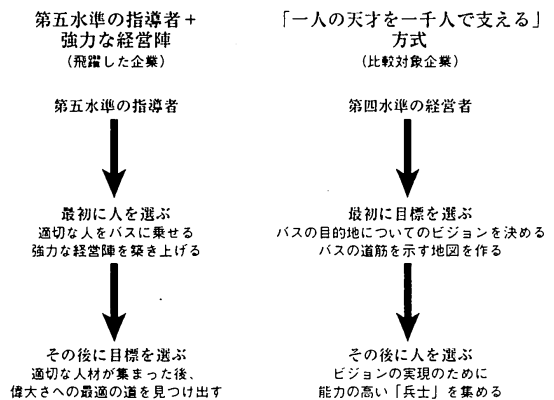 第五水準の指導者+
強力な経営陣
(飛躍した企業)
第五水準の指導者
最初に人を選ぶ
適切な人をバスに乗せる
強力な経営陣を築き上げる
その後に目標を選ぶ
適切な人材が集まった後、
偉大さへの最適の道を見つけ出す
「一人の天才を一千人で支える」
方式
(比較対象企業)
第四水準の経営者
最初に目標を選ぶ
バスの目的地についてのビジョンを決める
バスの道筋を示す地図を作る
その後に人を選ぶ
ビジョンの実現のために
能力の高い「兵士」を集める